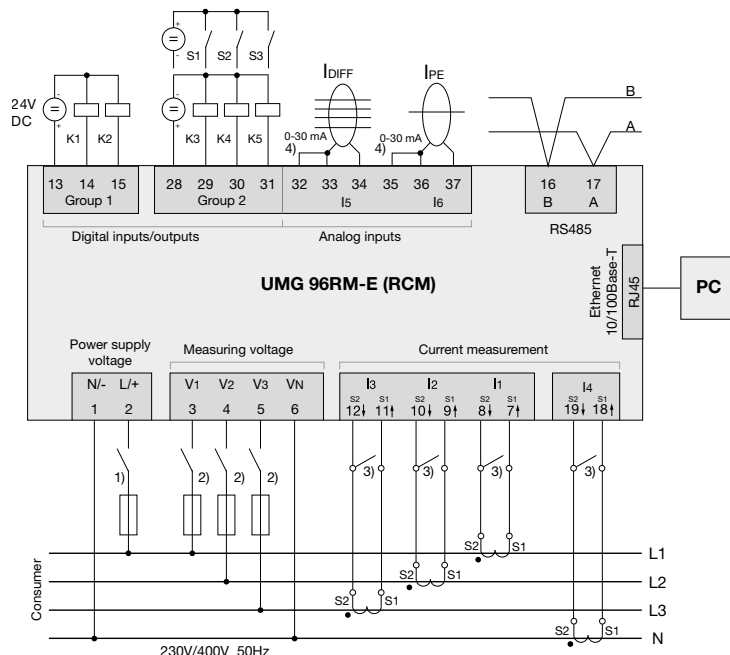 S1 S2 S3
IDIFF IPE
24V DC
K1 K2 K3 K4 K5
0-30 mA 4) 0-30 mA 4)
B
A
13 14 15 28 29 30 31 32 33 34 35 36 37 16 17
Group 1 Group 2 I5 I6 B A
Digital inputs/outputs Analog inputs RS485
UMG 96RM-E (RCM)
Ethernet 10/100Base-T
RJ45
PC
Power supply voltage
Measuring voltage
Current measurement
N/- L/+ V1 V2 V3 VN I3 I2 I1 I4
S2 S1 S2 S1 S2 S1 S2 S1
1 2 3 4 5 6 12 11 10 9 8 7 19 18
1) 2) 2) 2) 3) 3) 3) 3)
S2 S1 L1
S2 S1 L2
S2 S1 L3
S2 S1 N
Consumer
230V/400V 50Hz